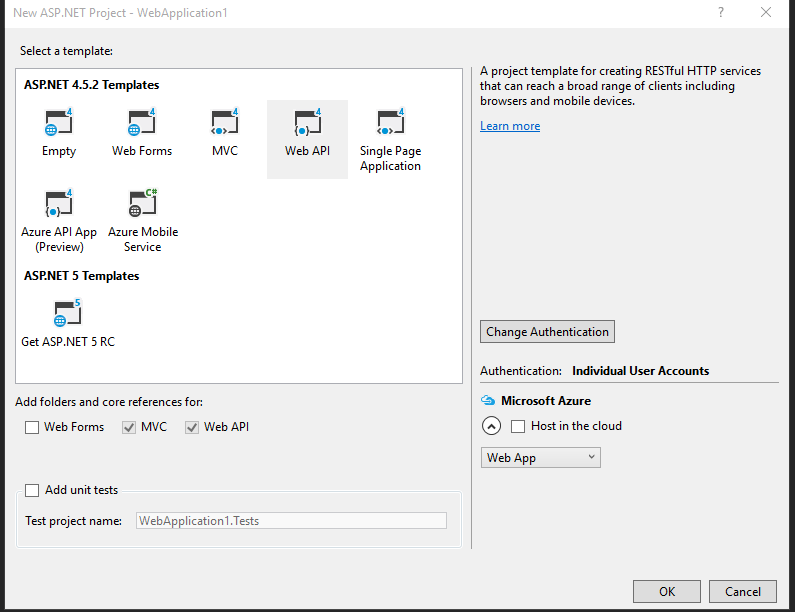 New ASP.NET Project - WebApplication1
?
Select a template:
ASP.NET 4.5.2 Templates
4
4
4
4
4
Empty
Web Forms
MVC
Web API
Single Page
Application
4
C#
Azure API App
(Preview)
Azure Mobile
Service
ASP.NET 5 Templates
5
Get ASP.NET 5 RC
A project template for creating RESTful HTTP services
that can reach a broad range of clients including
browsers and mobile devices.
Learn more
Change Authentication
Authentication: Individual User Accounts
Microsoft Azure
Host in the cloud
Web App
Add folders and core references for:
Web Forms
MVC
Web API
Add unit tests
Test project name: WebApplication1.Tests
OK
Cancel